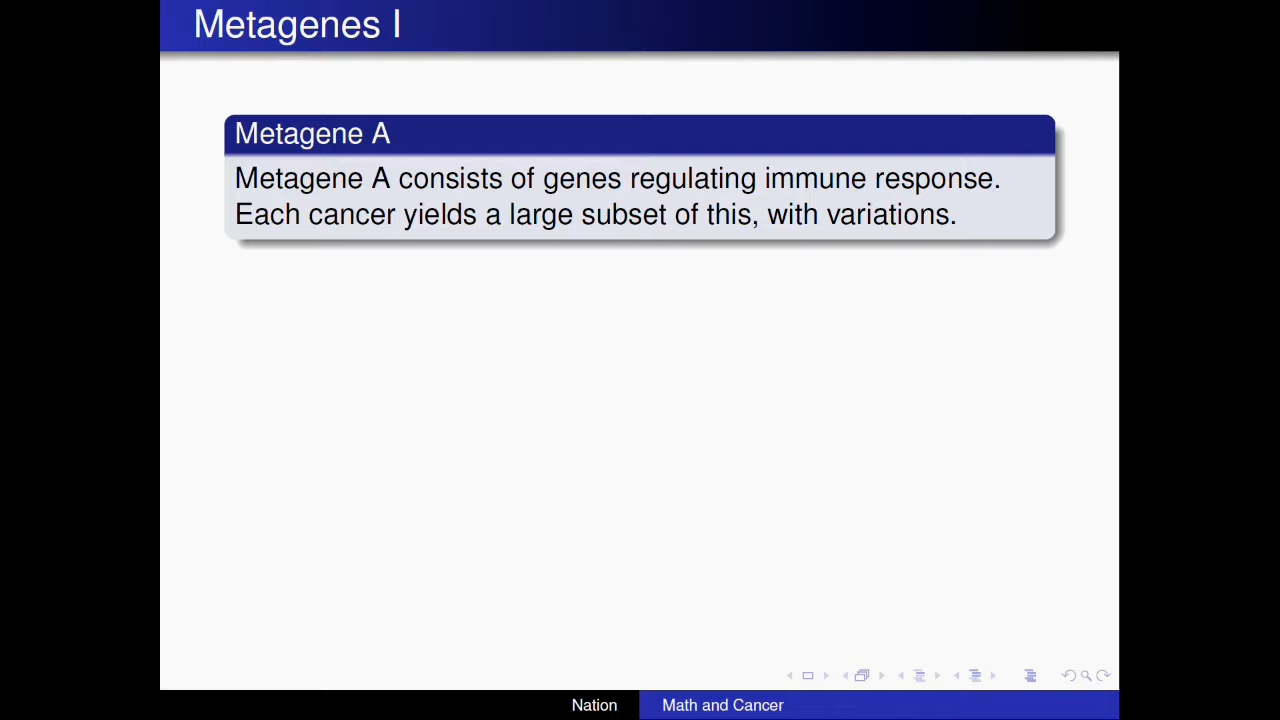 Metagenes I
Metagene A
Metagene A consists of genes regulating immune response.
Each cancer yields a large subset of this, with variations.
Nation
Math and Cancer